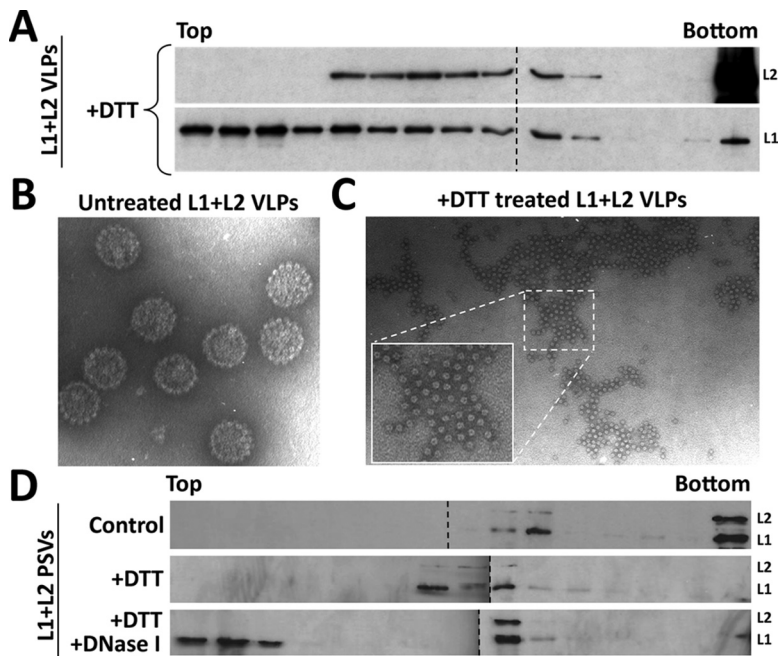 A
Top
Bottom
L1+L2 VLPs
+DTT
L2
L1
B
Untreated L1+L2 VLPs
C
+DTT treated L1+L2 VLPs
D
Top
Bottom
L1+L2 PSVs
Control
L2
L1
+DTT
L2
L1
+DTT
+DNase I
L2
L1